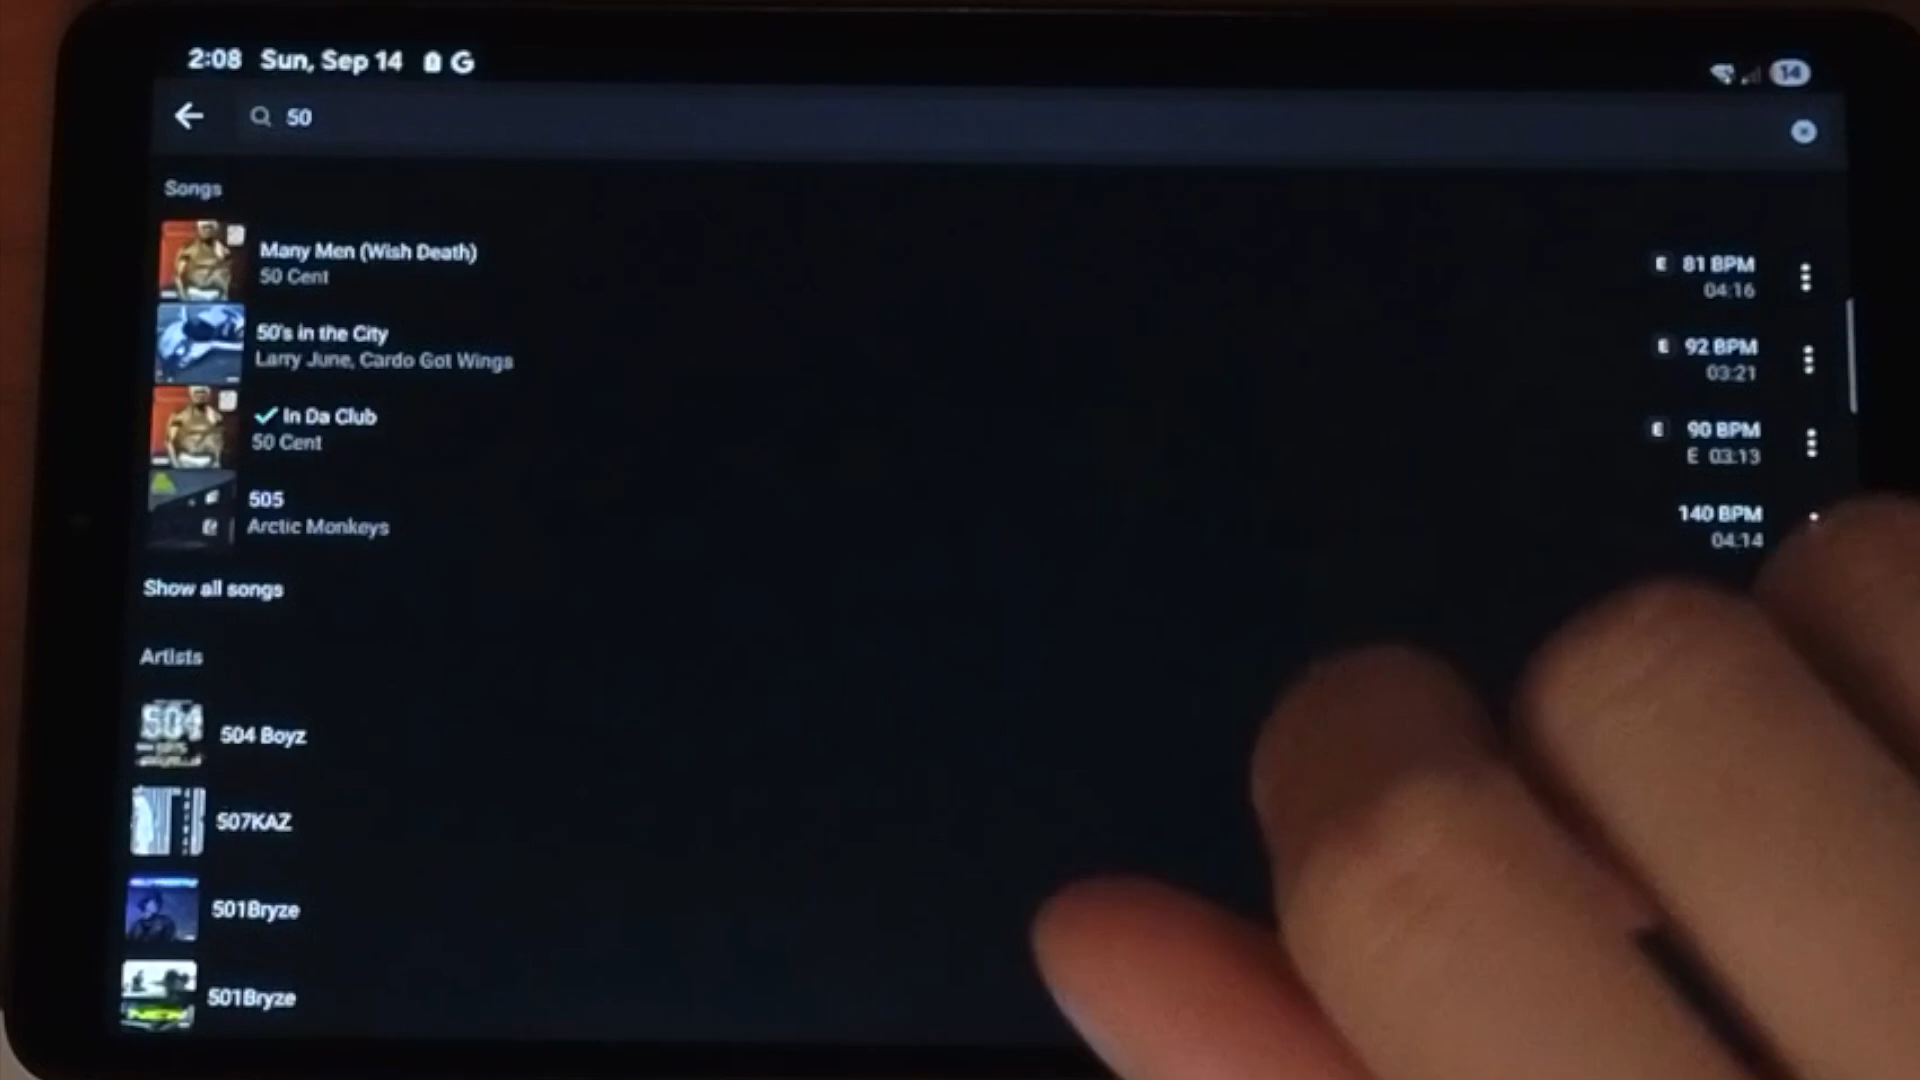 2:08 Sun, Sep 14 G
14
50
Songs
Many Men (Wish Death)
50 Cent
E 81 BPM
04:16
50's in the City
Larry June, Cardo Got Wings
E 92 BPM
03:21
In Da Club
50 Cent
E 90 BPM
E 03:13
505
Arctic Monkeys
140 BPM
04:14
Show all songs
Artists
504
504 Boyz
507KAZ
501Bryze
501Bryze